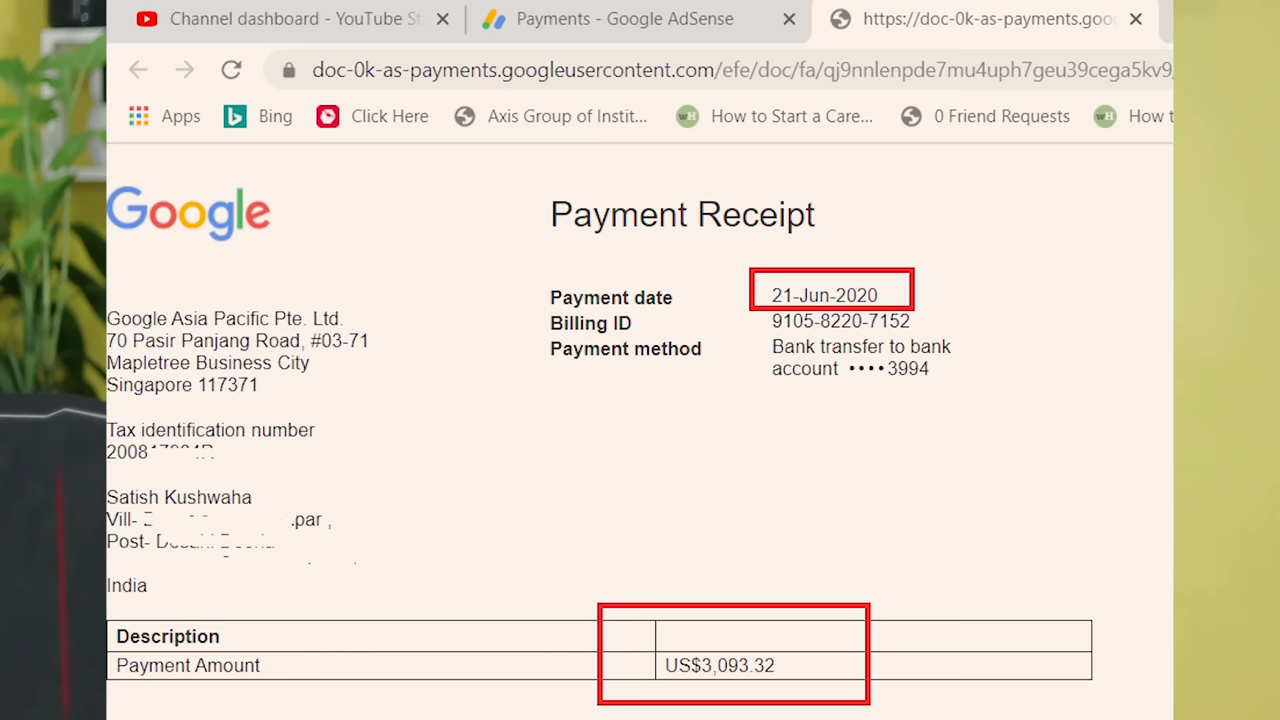 Channel dashboard - YouTube St
Payments - Google AdSense
https://doc-0k-as-payments.goo
doc-0k-as-payments.googleusercontent.com/efe/doc/fa/qj9nnlenpde7mu4uph7geu39cega5kv9
Apps
Bing
Click Here
Axis Group of Instit...
How to Start a Care...
0 Friend Requests
How t
Google
Payment Receipt
Payment date 21-Jun-2020
Billing ID 9105-8220-7152
Payment method Bank transfer to bank
account ••••3994
Google Asia Pacific Pte. Ltd.
70 Pasir Panjang Road, #03-71
Mapletree Business City
Singapore 117371
Tax identification number
2008
Satish Kushwaha
Vill-
Post-
India
Description
Payment Amount US$3,093.32